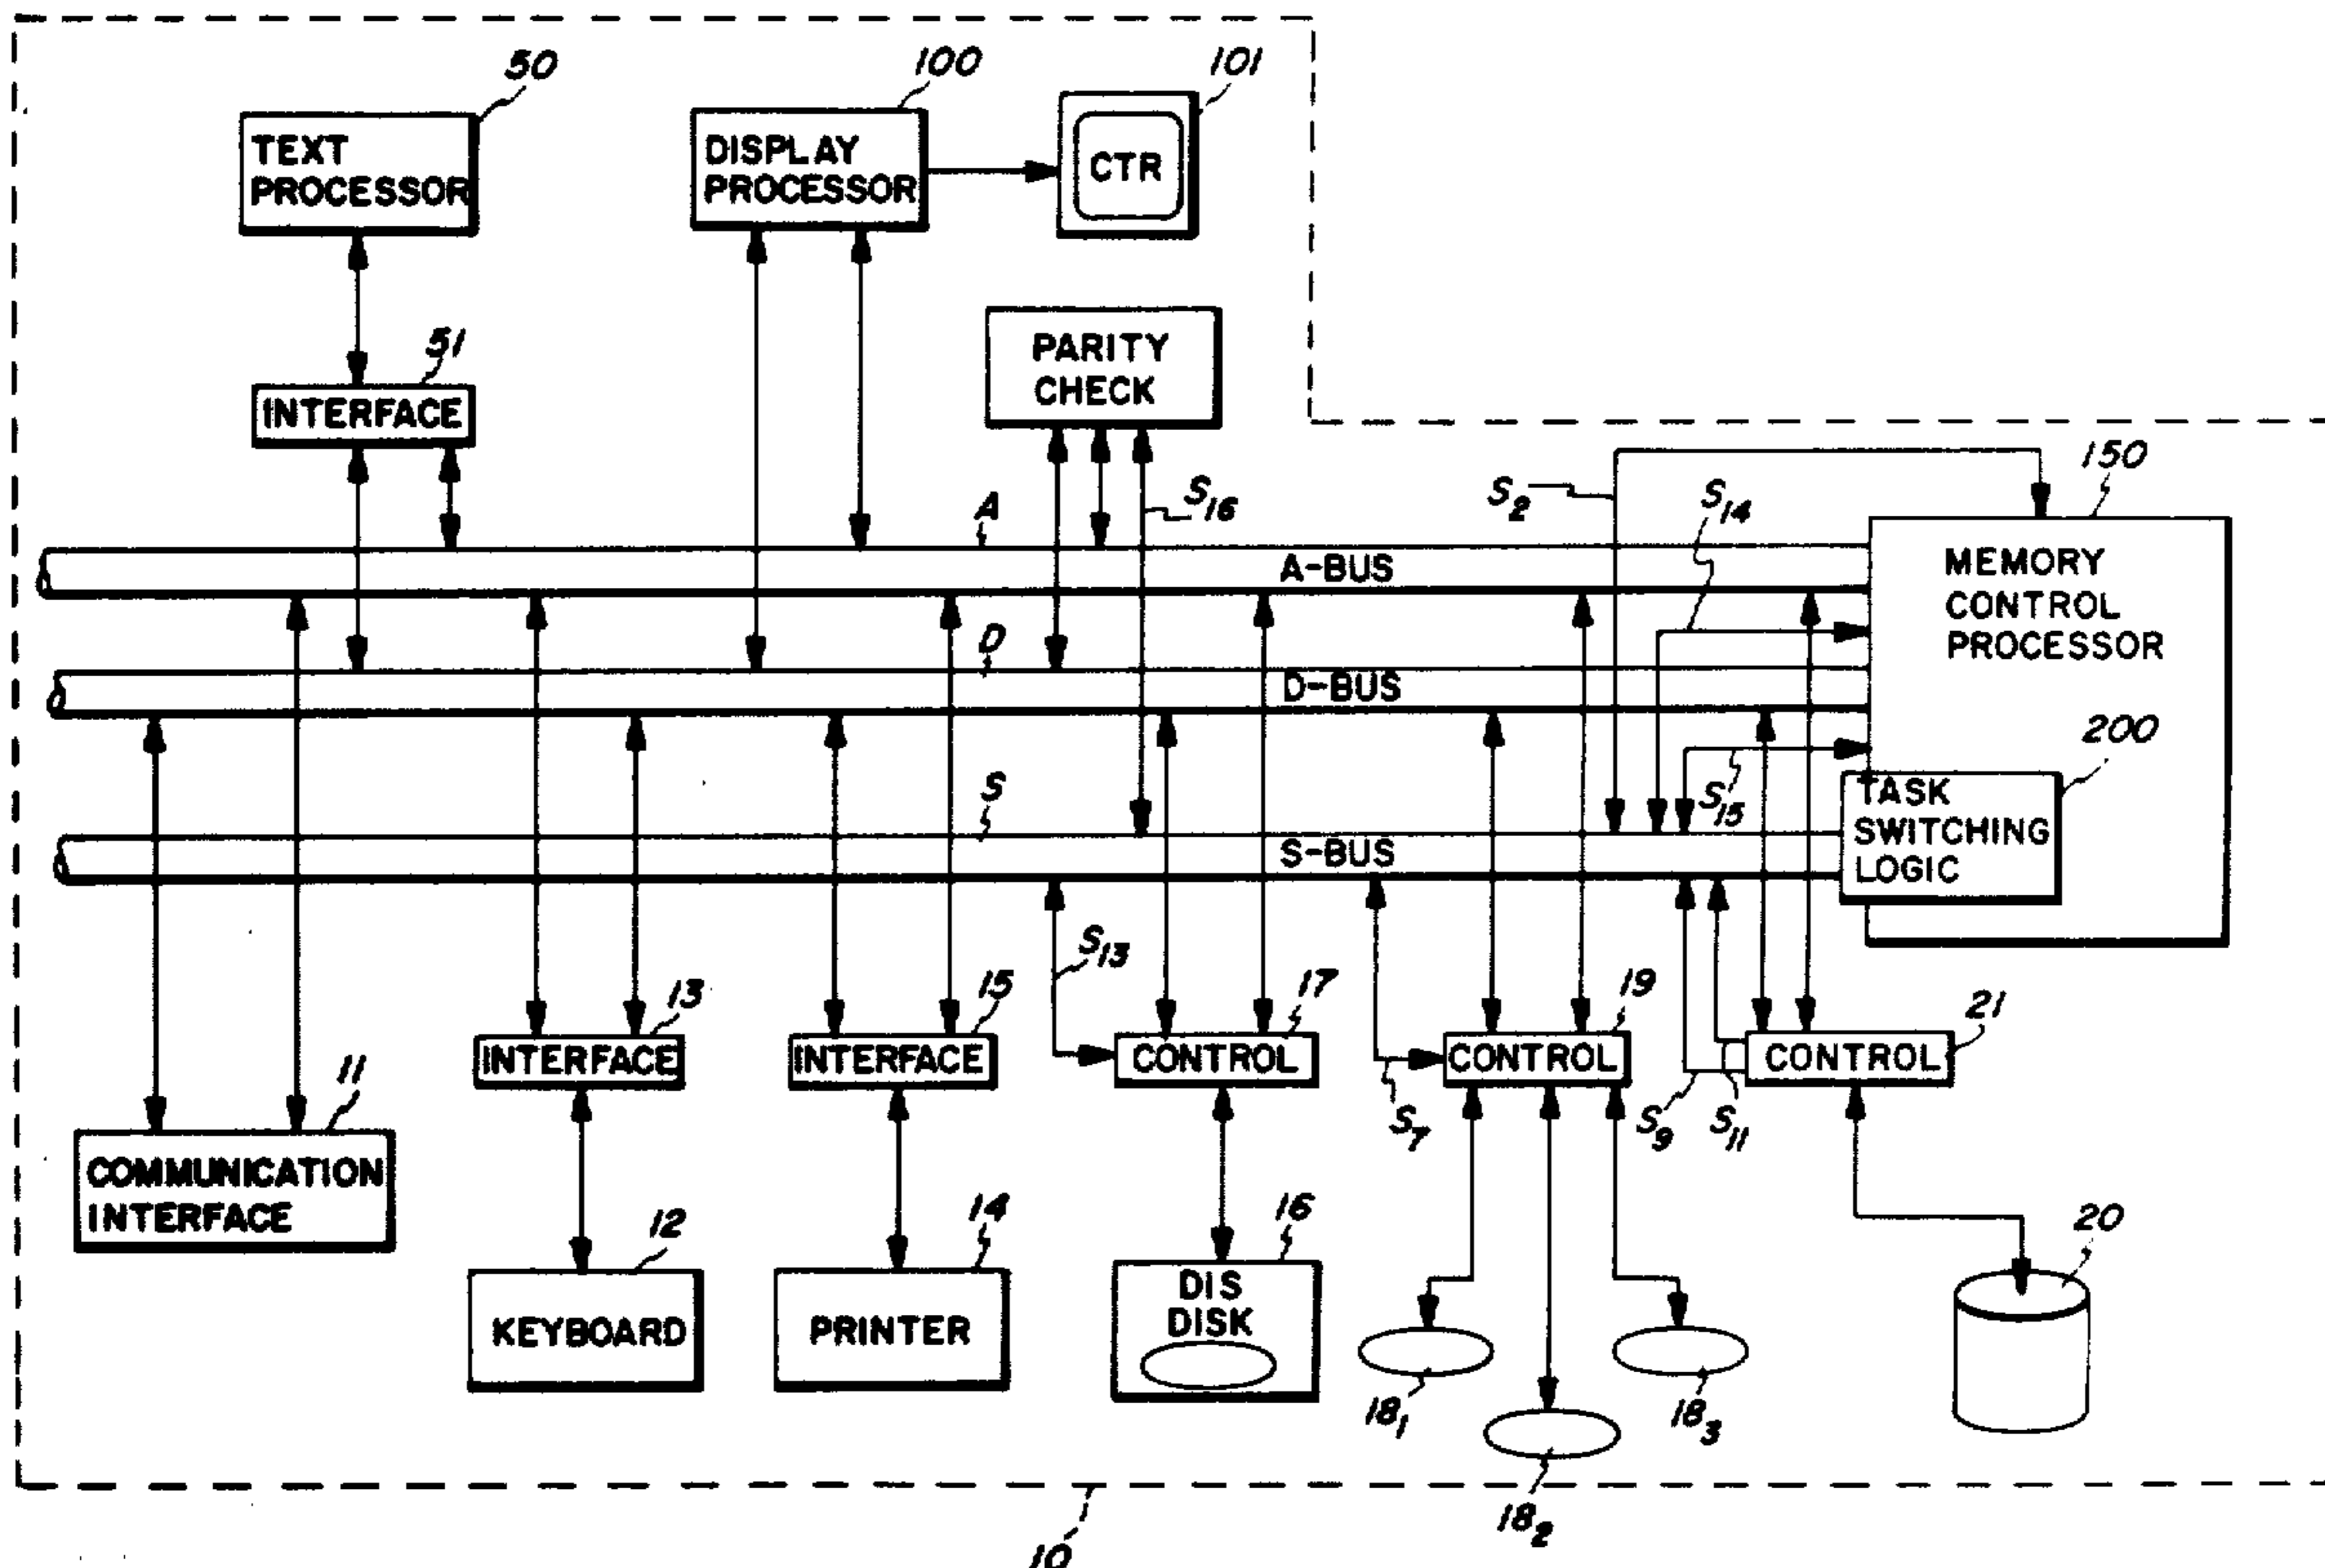 50
100
101
TEXT
PROCESSOR
DISPLAY
PROCESSOR
CTR
51
INTERFACE
PARITY
CHECK
A
S16
S2
S14
150
A-BUS
MEMORY
CONTROL
PROCESSOR
D
D-BUS
200
S
S15
S-BUS
TASK
SWITCHING
LOGIC
S13
13
15
17
19
21
INTERFACE
INTERFACE
CONTROL
CONTROL
CONTROL
11
S7
S9
S11
COMMUNICATION
INTERFACE
12
14
16
20
KEYBOARD
PRINTER
DIS
DISK
181
182
183
10